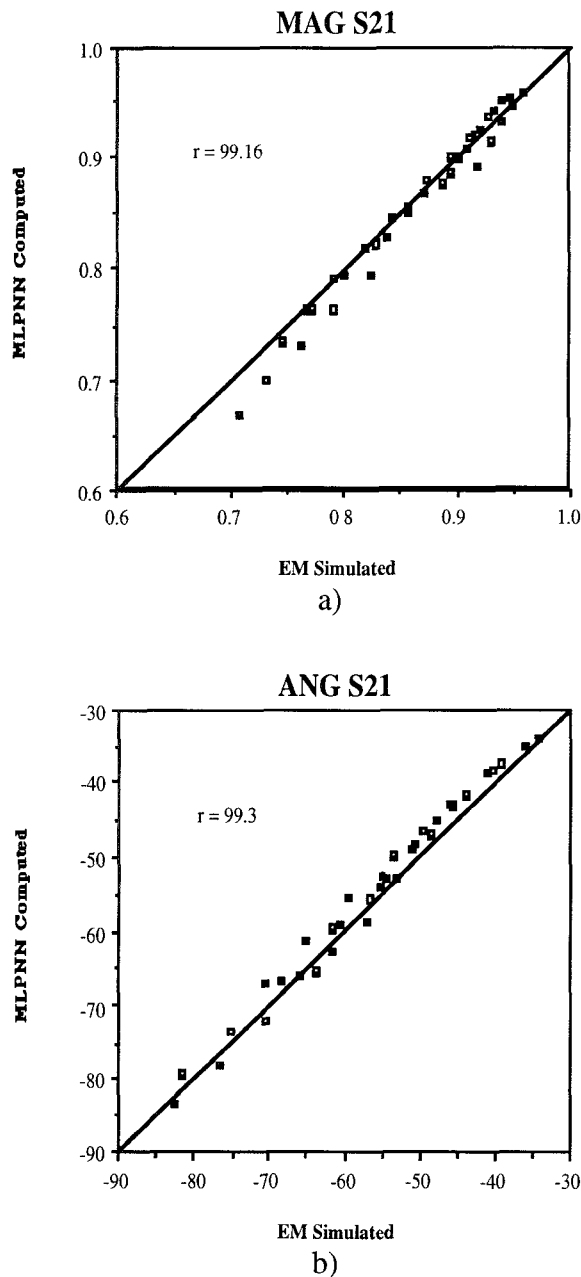 MAG S21
1.0
0.9
0.8
0.7
0.6
r = 99.16
MLPNN Computed
0.6 0.7 0.8 0.9 1.0
EM Simulated
a)
ANG S21
-30
-40
-50
-60
-70
-80
-90
r = 99.3
MLPNN Computed
-90 -80 -70 -60 -50 -40 -30
EM Simulated
b)